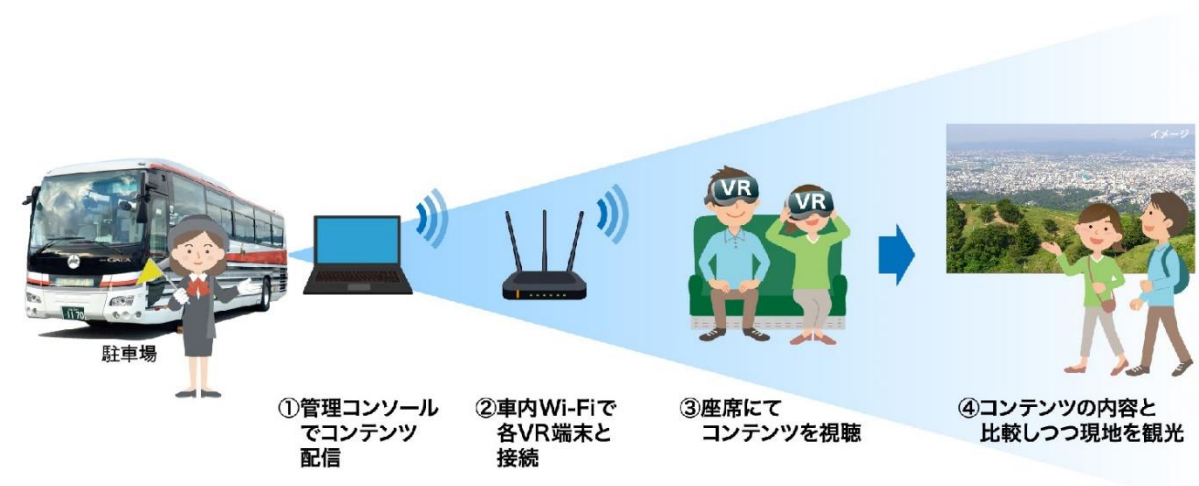 イメージ
VR
VR
1170
駐車場
①管理コンソール
でコンテンツ
配信
②車内Wi-Fiで
各VR端末と
接続
③座席にて
コンテンツを視聴
④コンテンツの内容と
比較しつつ現地を観光